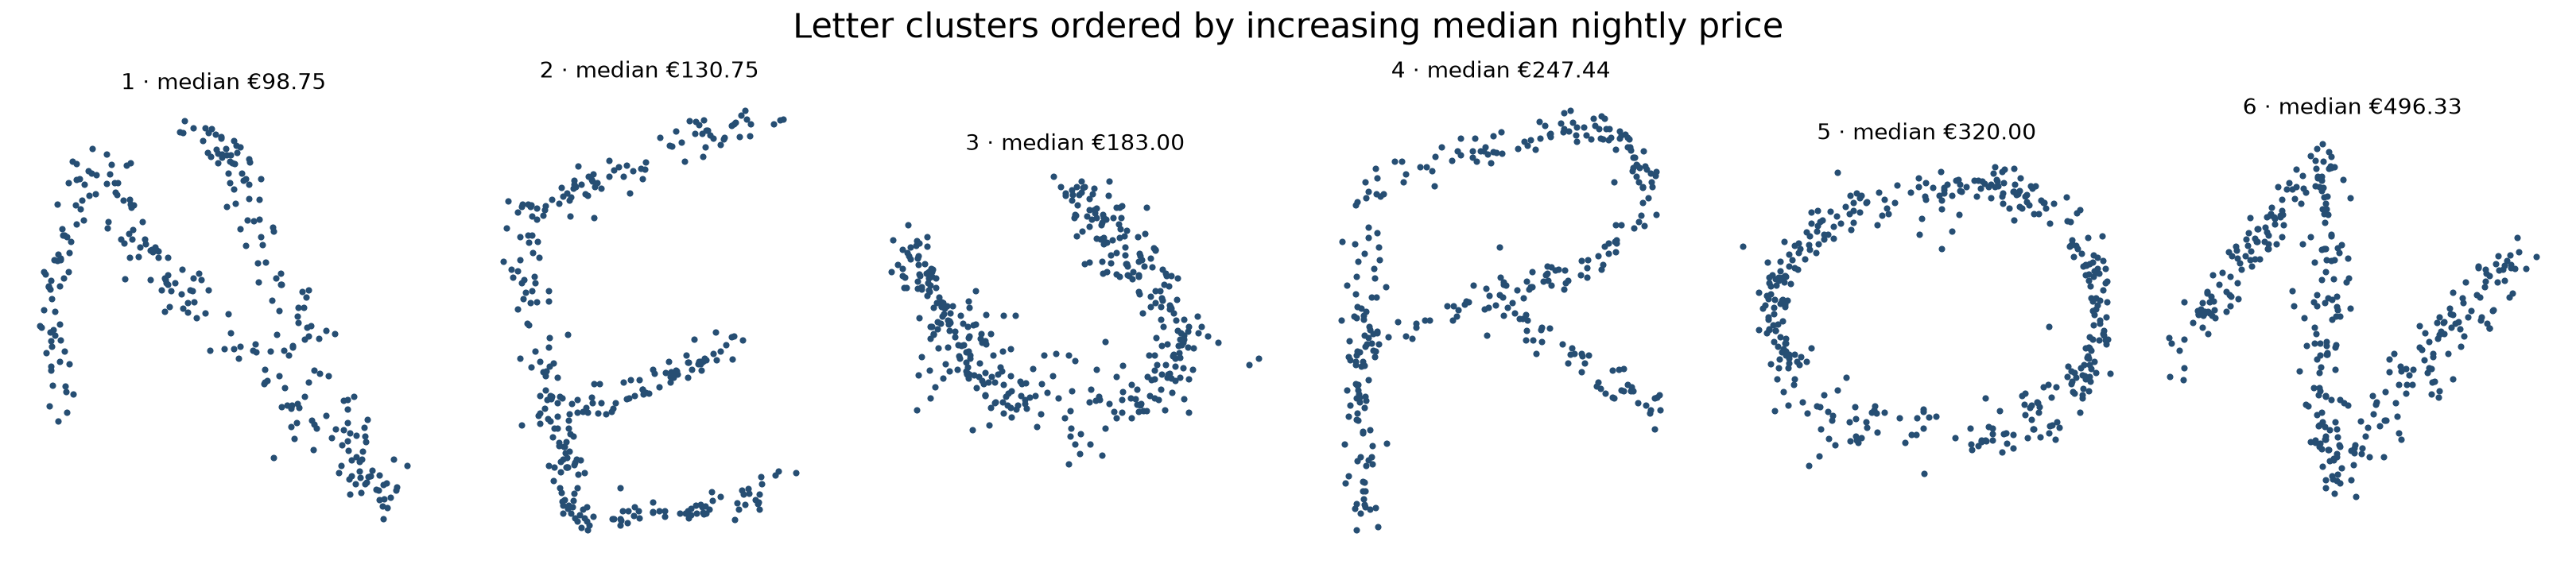 Letter clusters ordered by increasing median nightly price
1 · median €98.75
2 · median €130.75
3 · median €183.00
4 · median €247.44
5 · median €320.00
6 · median €496.33
N E U R O N